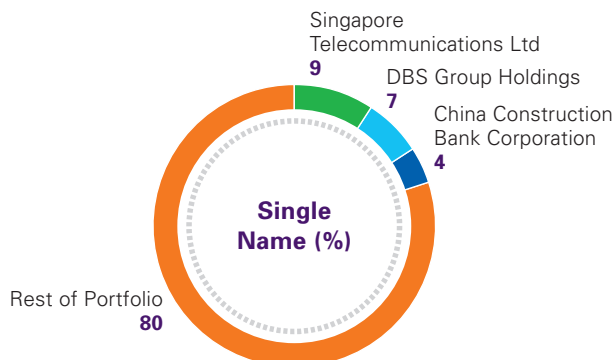 Singapore
Telecommunications Ltd
9
DBS Group Holdings
7
China Construction
Bank Corporation
4
Single
Name (%)
Rest of Portfolio
80